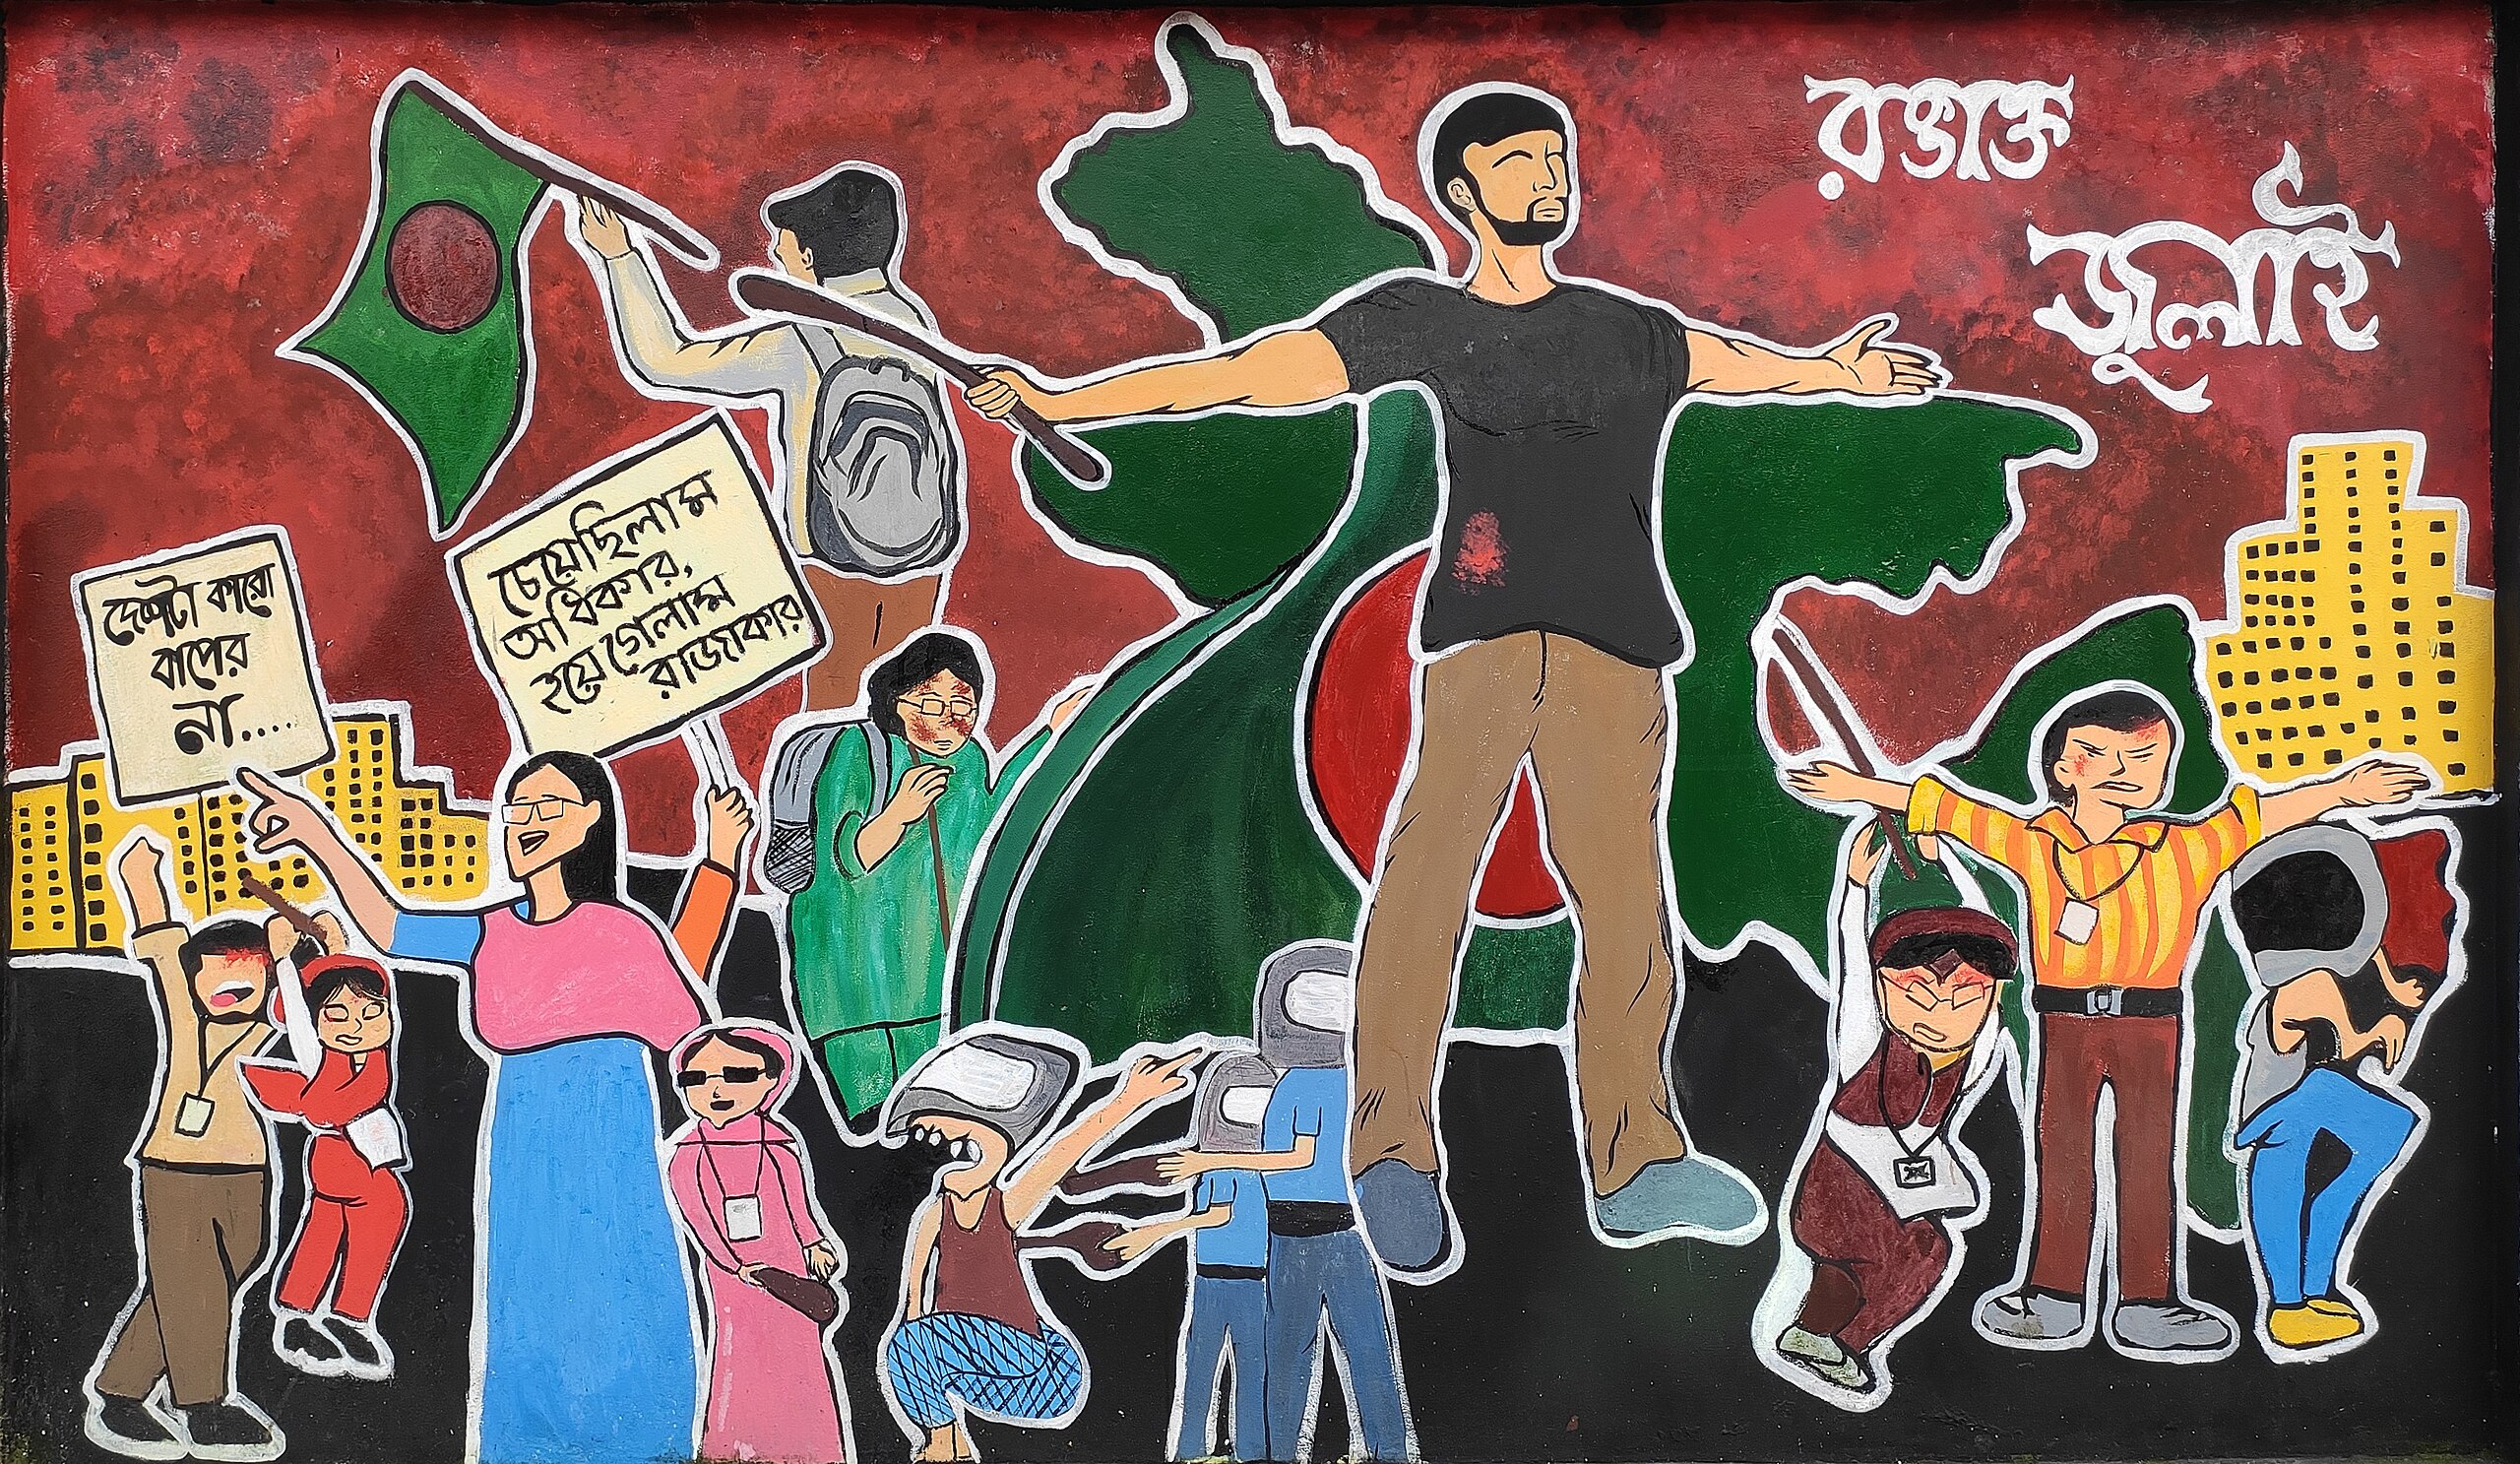 রক্তাক্ত
জুলাই
চেয়েছিলাম
অধিকার,
হয়ে গেলাম
রাজাকার
দেশটা কারো
বাপের
না.....